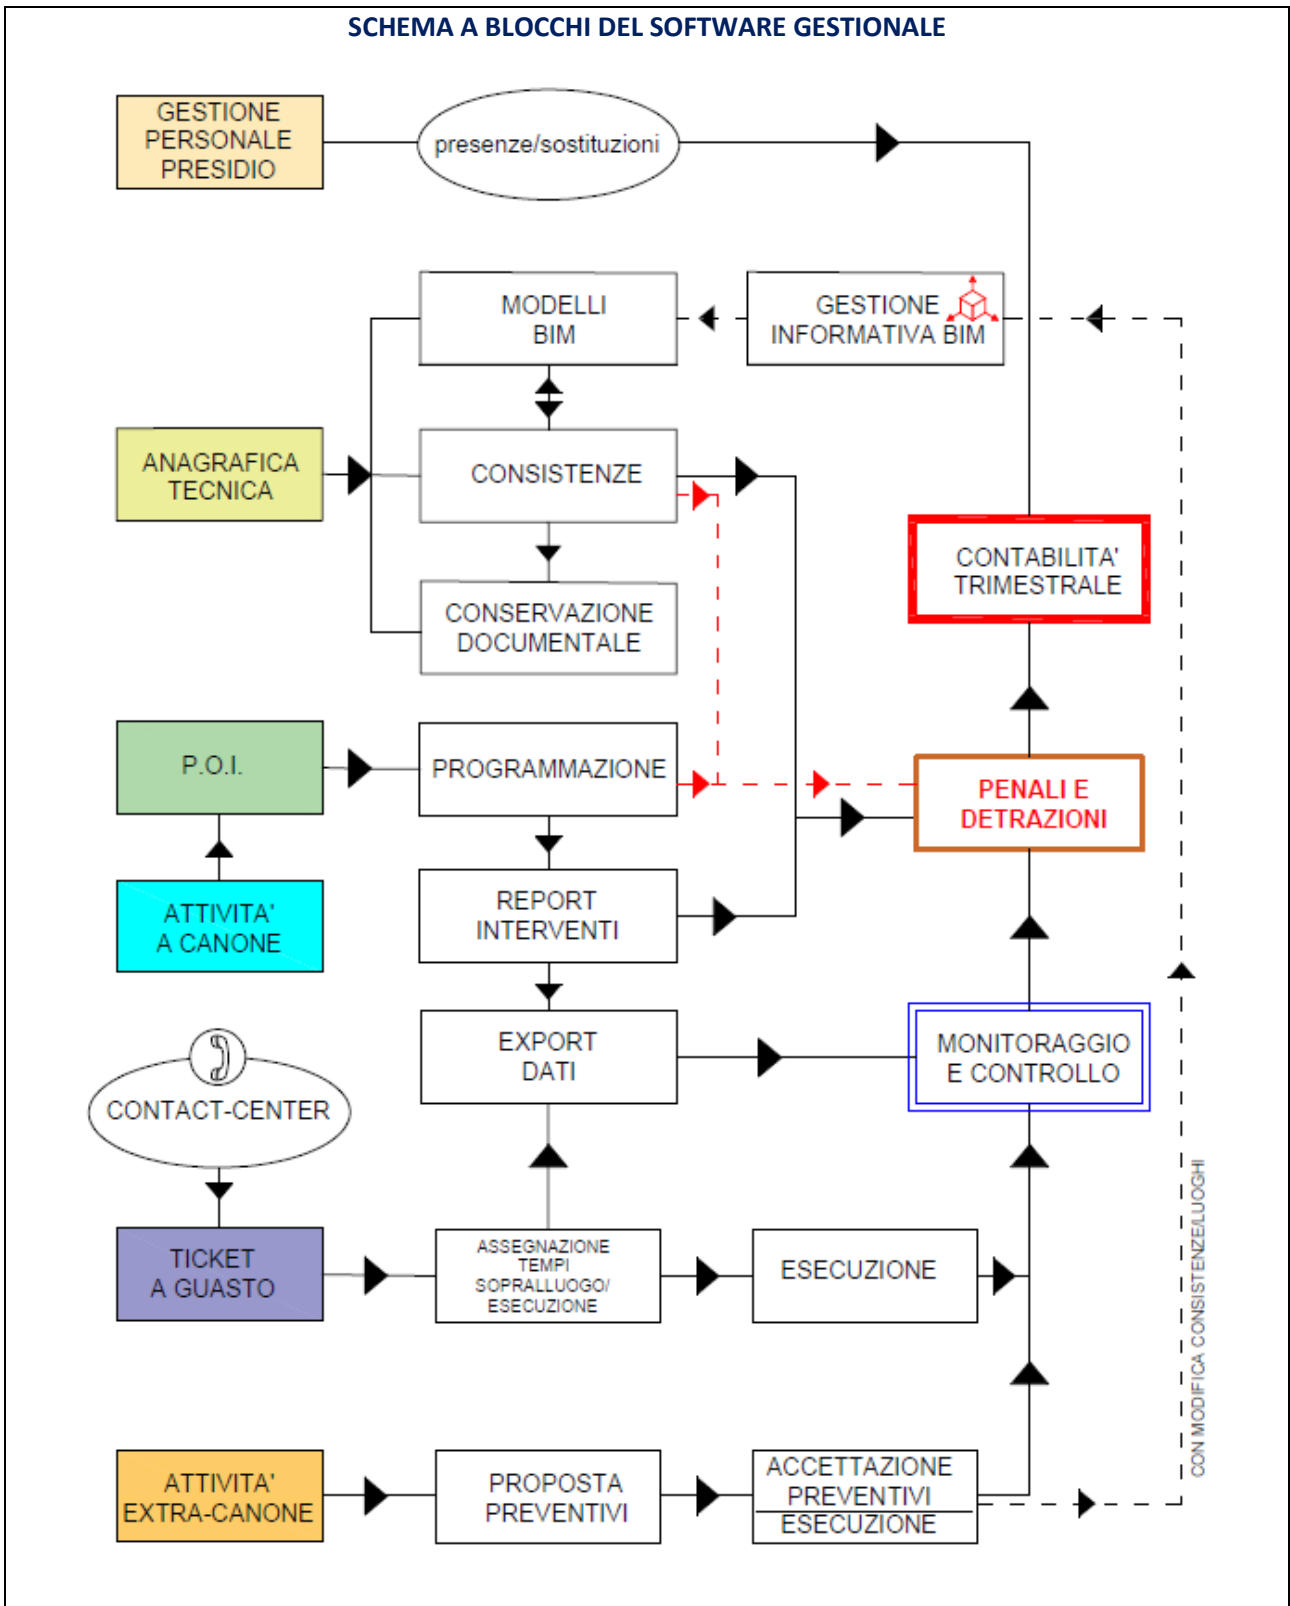 SCHEMA A BLOCCHI DEL SOFTWARE GESTIONALE
GESTIONE
PERSONALE
PRESIDIO
presenze/sostituzioni
MODELLI
BIM
GESTIONE
INFORMATIVA BIM
ANAGRAFICA
TECNICA
CONSISTENZE
CONTABILITA'
TRIMESTRALE
CONSERVAZIONE
DOCUMENTALE
P.O.I.
PROGRAMMAZIONE
PENALI E
DETRAZIONI
ATTIVITA'
A CANONE
REPORT
INTERVENTI
EXPORT
DATI
MONITORAGGIO
E CONTROLLO
CONTACT-CENTER
TICKET
A GUASTO
ASSEGNAZIONE
TEMPI
SOPRALLUOGO/
ESECUZIONE
ESECUZIONE
CON MODIFICA CONSISTENZE/LUOGHI
ATTIVITA'
EXTRA-CANONE
PROPOSTA
PREVENTIVI
ACCETTAZIONE
PREVENTIVI
ESECUZIONE